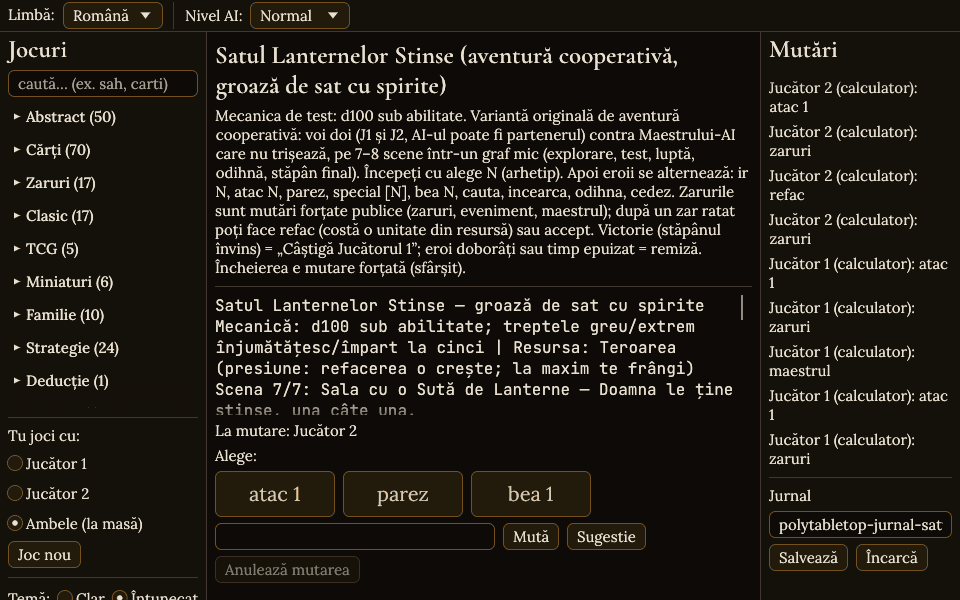 Limbă:
Română
Nivel AI:
Normal
Jocuri
caută... (ex. sah, carti)
Abstract (50)
Cărți (70)
Zaruri (17)
Clasic (17)
TCG (5)
Miniaturi (6)
Familie (10)
Strategie (24)
Deducție (1)
Tu joci cu:
Jucător 1
Jucător 2
Ambele (la masă)
Joc nou
Temă:
Clar
Întunecat
Satul Lanternelor Stinse (aventură cooperativă,
groază de sat cu spirite)
Mecanica de test: d100 sub abilitate. Variantă originală de aventură
cooperativă: voi doi (J1 și J2, AI-ul poate fi partenerul) contra Maestrului-AI
care nu trișează, pe 7–8 scene într-un graf mic (explorare, test, luptă,
odihnă, stăpân final). Începeți cu alege N (arhetip). Apoi eroii se alternează: ir
N, atac N, parez, special [N], bea N, cauta, incearca, odihna, cedez. Zarurile
sunt mutări forțate publice (zaruri, eveniment, maestrul); după un zar ratat
poți face refac (costă o unitate din resursă) sau accept. Victorie (stăpânul
învins) = „Câștigă Jucătorul 1”; eroi doborâți sau timp epuizat = remiză.
Încheierea e mutare forțată (sfârșit).
Satul Lanternelor Stinse — groază de sat cu spirite
Mecanică: d100 sub abilitate; treptele greu/extrem
înjumătățesc/împart la cinci | Resursa: Teroarea
(presiune: refacerea o crește; la maxim te frângi)
Scena 7/7: Sala cu o Sută de Lanterne — Doamna le ține
stinse, una câte una.
La mutare: Jucător 2
Alege:
atac 1
parez
bea 1
Mută
Sugestie
Anulează mutarea
Mutări
Jucător 2 (calculator):
atac 1
Jucător 2 (calculator):
zaruri
Jucător 2 (calculator):
refac
Jucător 2 (calculator):
zaruri
Jucător 1 (calculator): atac
1
Jucător 1 (calculator):
zaruri
Jucător 1 (calculator):
maestrul
Jucător 1 (calculator): atac
1
Jucător 1 (calculator):
zaruri
Jurnal
polytabletop-jurnal-sat
Salvează
Încarcă